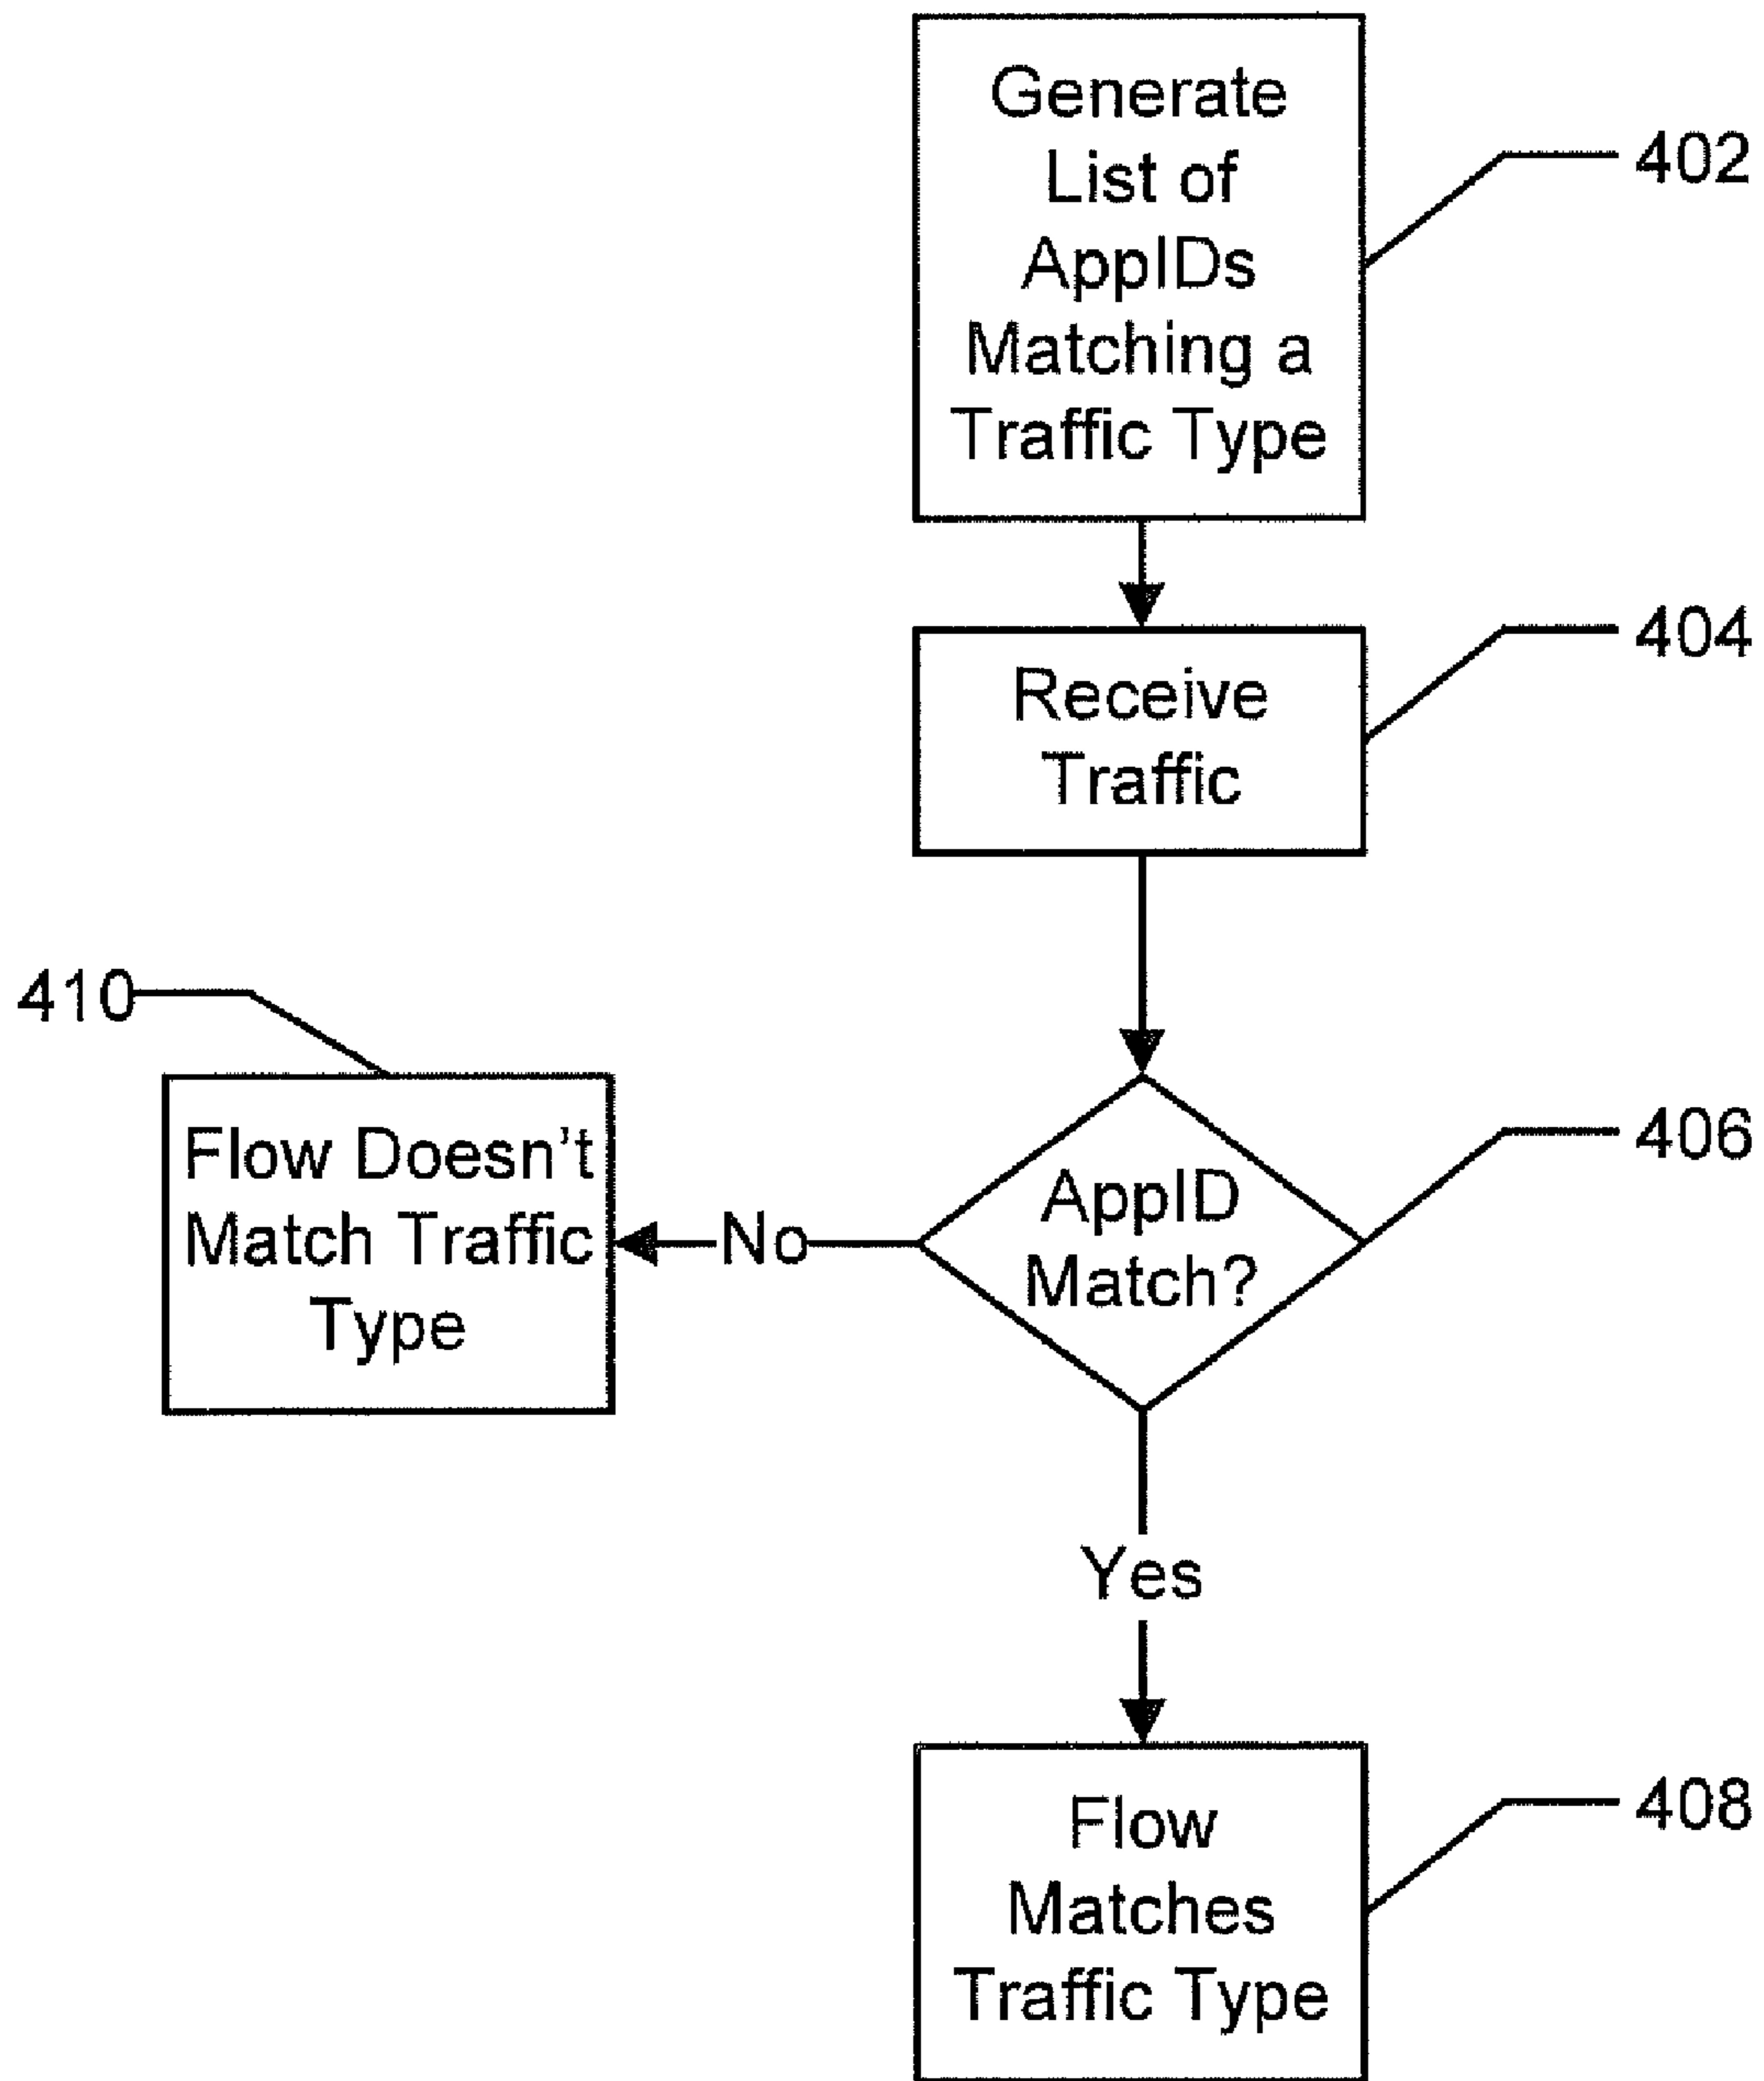 Generate
List of
AppIDs
Matching a
Traffic Type
402
Receive
Traffic
404
410
Flow Doesn't
Match Traffic
Type
No
AppID
Match?
406
Yes
Flow
Matches
Traffic Type
408